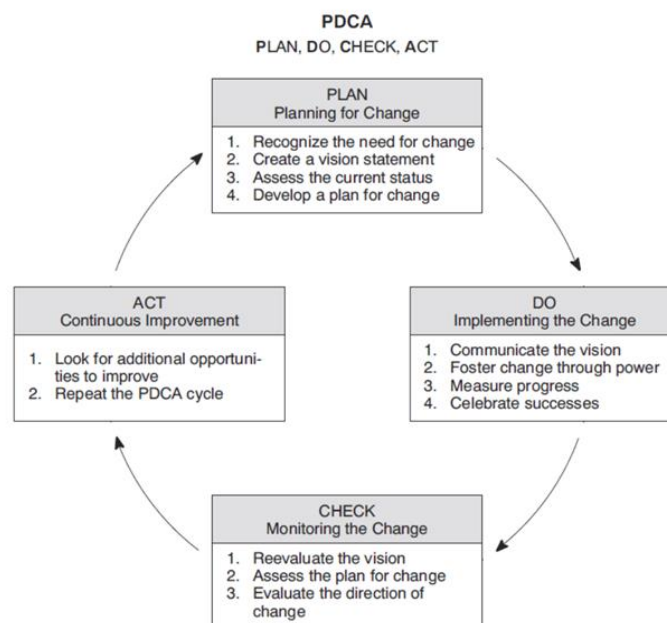 PDCA
PLAN, DO, CHECK, ACT
PLAN
Planning for Change
1. Recognize the need for change
2. Create a vision statement
3. Assess the current status
4. Develop a plan for change
ACT
Continuous Improvement
1. Look for additional opportuni-
ties to improve
2. Repeat the PDCA cycle
DO
Implementing the Change
1. Communicate the vision
2. Foster change through power
3. Measure progress
4. Celebrate successes
CHECK
Monitoring the Change
1. Reevaluate the vision
2. Assess the plan for change
3. Evaluate the direction of
change